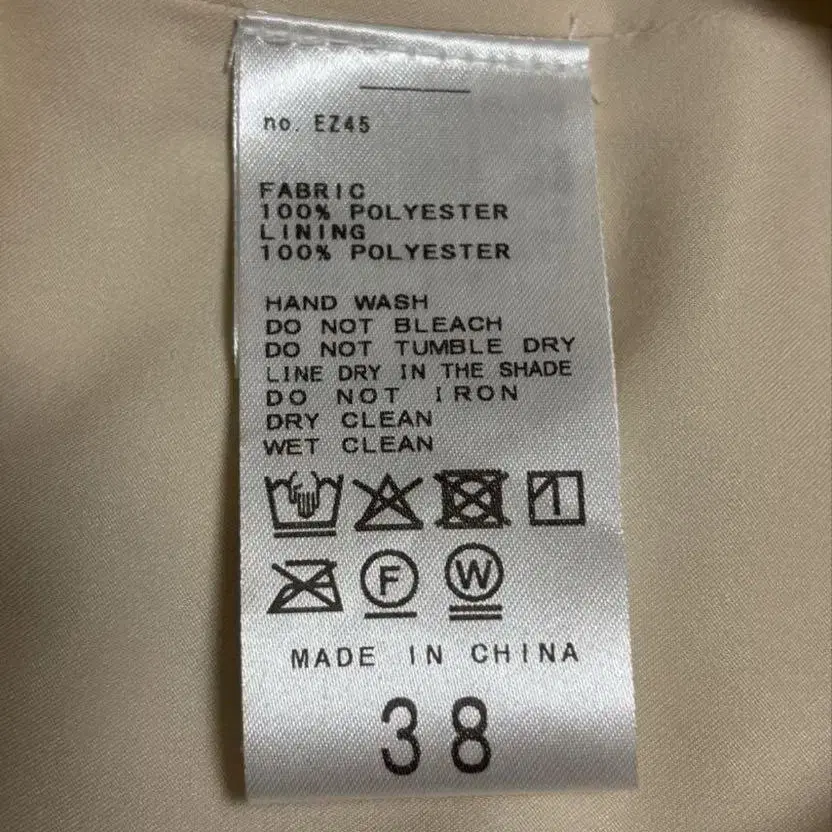 no. EZ45
FABRIC
100% POLYESTER
LINING
100% POLYESTER
HAND WASH
DO NOT BLEACH
DO NOT TUMBLE DRY
LINE DRY IN THE SHADE
DO NOT IRON
DRY CLEAN
WET CLEAN
F W
MADE IN CHINA
38